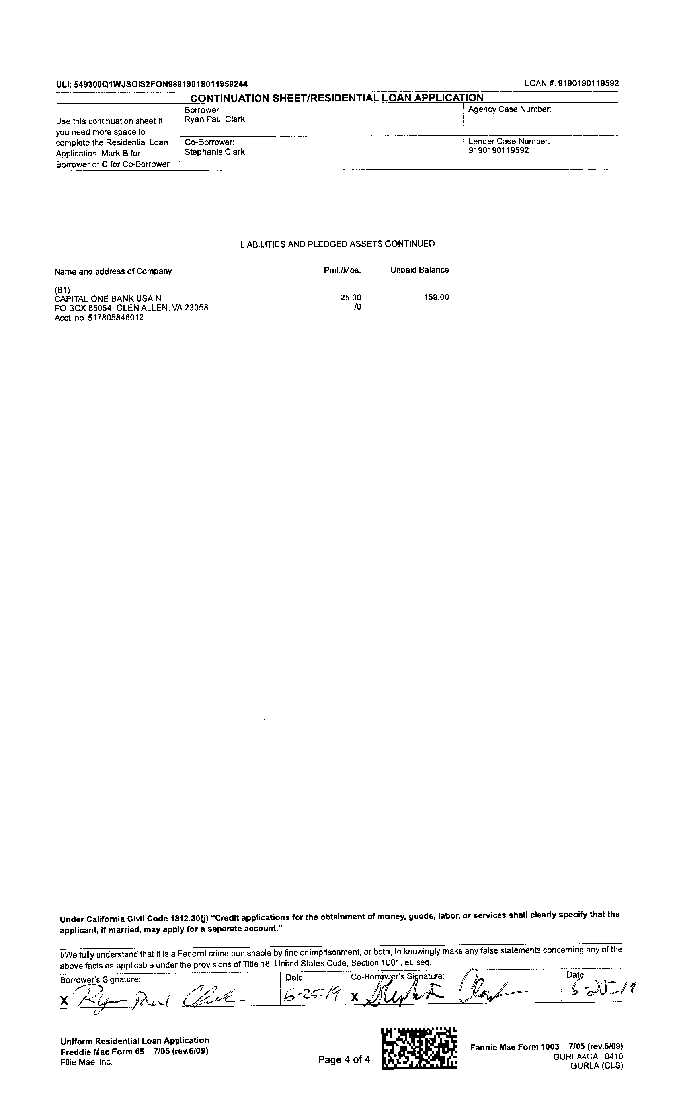 ULI: 549300Q1WJSOIS2FON9891901901195​9244
LOAN #: 9190190119592
CONTINUATION SHEET/RESIDENTIAL LOAN APPLICATION
Use this continuation sheet if
you need more space to
complete the Residential Loan
Application. Mark B for
Borrower or C for Co-Borrower.
Borrower:
Ryan Paul Clark
Agency Case Number:
Co-Borrower:
Stephanie Clark
Lender Case Number:
9190190119592
LIABILITIES AND PLEDGED ASSETS CONTINUED
Name and address of Company Pmt./Mos. Unpaid Balance
(B1)
CAPITAL ONE BANK USA N 25.00 159.00
PO BOX 85064, GLEN ALLEN, VA 23058 /0
Acct. no. 517805846012
Under California Civil Code 1812.30(j) "Credit applications for the obtainment of money, goods, labor, or services shall clearly specify that the
applicant, if married, may apply for a separate account."
I/We fully understand that it is a Federal crime punishable by fine or imprisonment, or both, to knowingly make any false statements concerning any of the
above facts as applicable under the provisions of Title 18, United States Code, Section 1001, et seq.
Borrower's Signature: Date Co-Borrower's Signature: Date
X Ryan Paul Clark 6-25-19 X Stephanie Clark
Uniform Residential Loan Application
Freddie Mac Form 65 7/05 (rev.6/09)
Ellie Mae, Inc.
Page 4 of 4
Fannie Mae Form 1003 7/05 (rev.6/09)
GURLA4CA 0410
GURLA (CLS)